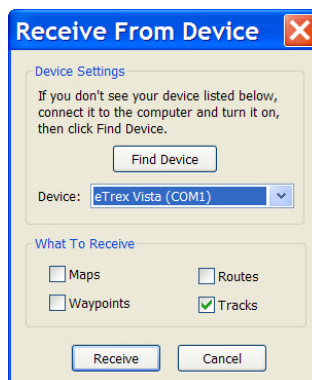 Receive From Device
Device Settings
If you don't see your device listed below,
connect it to the computer and turn it on,
then click Find Device.
Find Device
Device: eTrex Vista (COM1)
What To Receive
Maps Routes
Waypoints Tracks
Receive Cancel